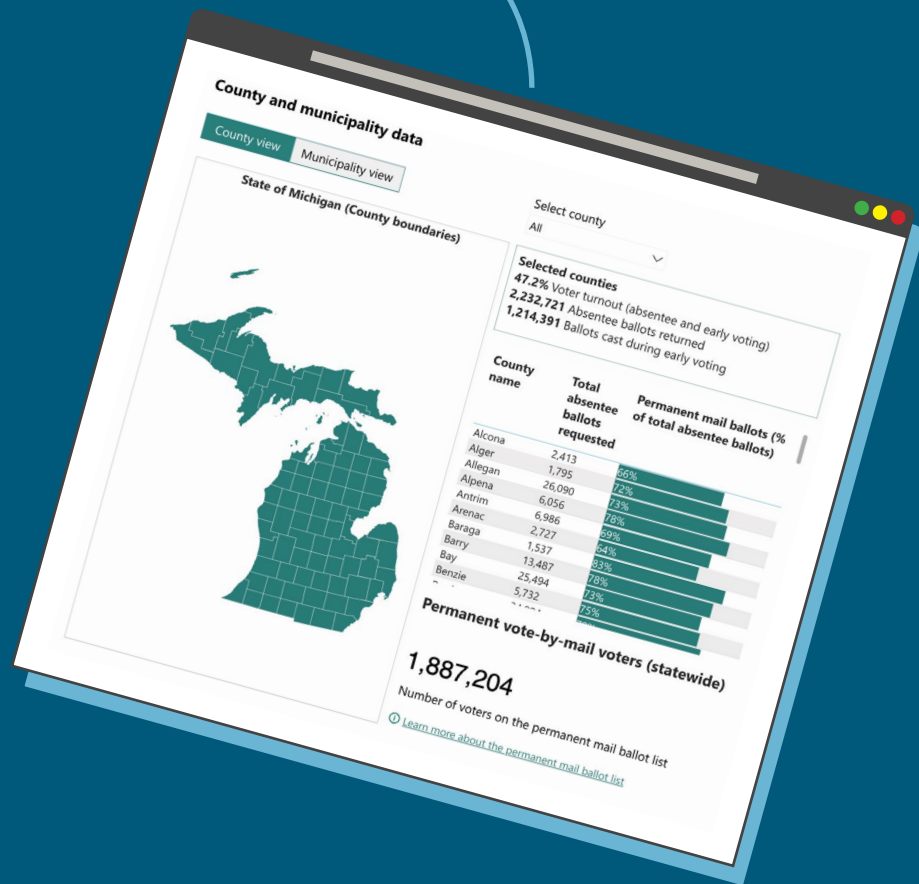 County and municipality data
County view
Municipality view
State of Michigan (County boundaries)
Select county
All
Selected counties
47.2% Voter turnout (absentee and early voting)
2,232,721 Absentee ballots returned
1,214,391 Ballots cast during early voting
County name
Total absentee ballots requested
Permanent mail ballots (% of total absentee ballots)
Alcona 2,413 66%
Alger 1,795 72%
Allegan 26,090 73%
Alpena 6,056 78%
Antrim 6,986 69%
Arenac 2,727 64%
Baraga 1,537 83%
Barry 13,487 78%
Bay 25,494 73%
Benzie 5,732 75%
Permanent vote-by-mail voters (statewide)
1,887,204
Number of voters on the permanent mail ballot list
Learn more about the permanent mail ballot list